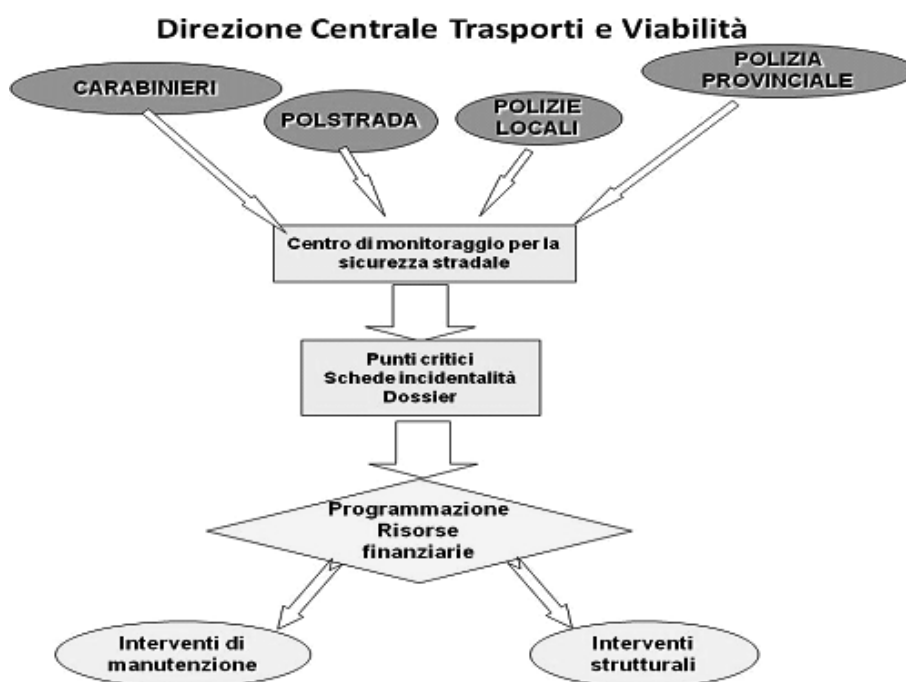 Direzione Centrale Trasporti e Viabilità
CARABINIERI
POLSTRADA
POLIZIE
LOCALI
POLIZIA
PROVINCIALE
Centro di monitoraggio per la
sicurezza stradale
Punti critici
Schede incidentalità
Dossier
Programmazione
Risorse
finanziarie
Interventi di
manutenzione
Interventi
strutturali